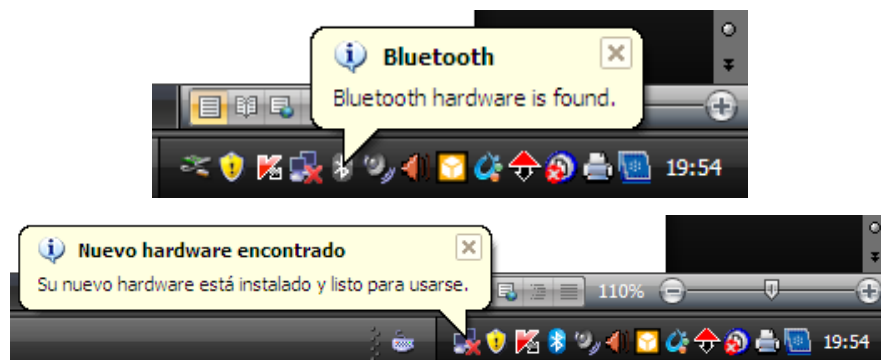 Bluetooth
Bluetooth hardware is found.
19:54
Nuevo hardware encontrado
Su nuevo hardware está instalado y listo para usarse.
110%
19:54